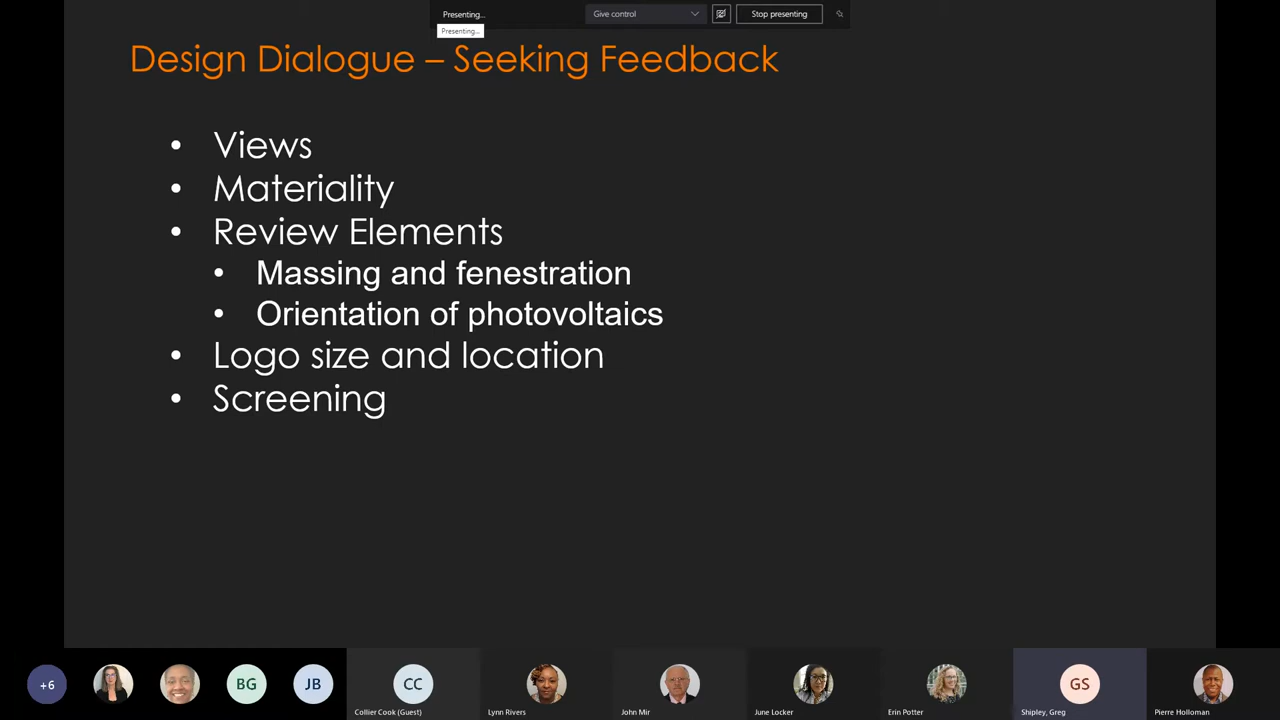 Presenting...
Give control
Stop presenting
Presenting...
Design Dialogue – Seeking Feedback
• Views
• Materiality
• Review Elements
• Massing and fenestration
• Orientation of photovoltaics
• Logo size and location
• Screening
+6
BG
JB
CC
GS
Collier Cook (Guest)
Lynn Rivers
John Mir
June Locker
Erin Potter
Shipley, Greg
Pierre Holloman